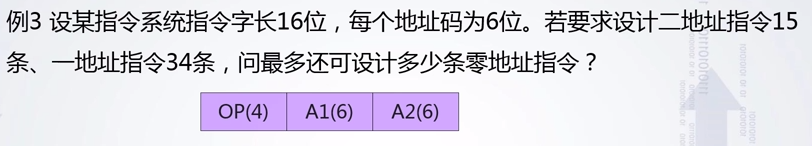 例3 设某指令系统指令字长16位，每个地址码为6位。若要求设计二地址指令15
条、一地址指令34条，问最多还可设计多少条零地址指令？
OP(4) A1(6) A2(6)